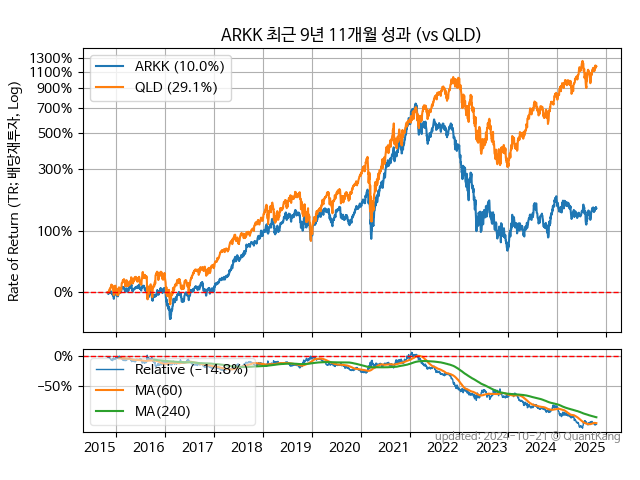 ARKK 최근 9년 11개월 성과 (vs QLD)
Rate of Return (TR; 배당재투자, Log)
1300%
1100%
900%
700%
500%
300%
100%
0%
ARKK (10.0%)
QLD (29.1%)
0%
−50%
Relative (−14.8%)
MA(60)
MA(240)
updated: 2024-10-21 © QuantKang
2015 2016 2017 2018 2019 2020 2021 2022 2023 2024 2025